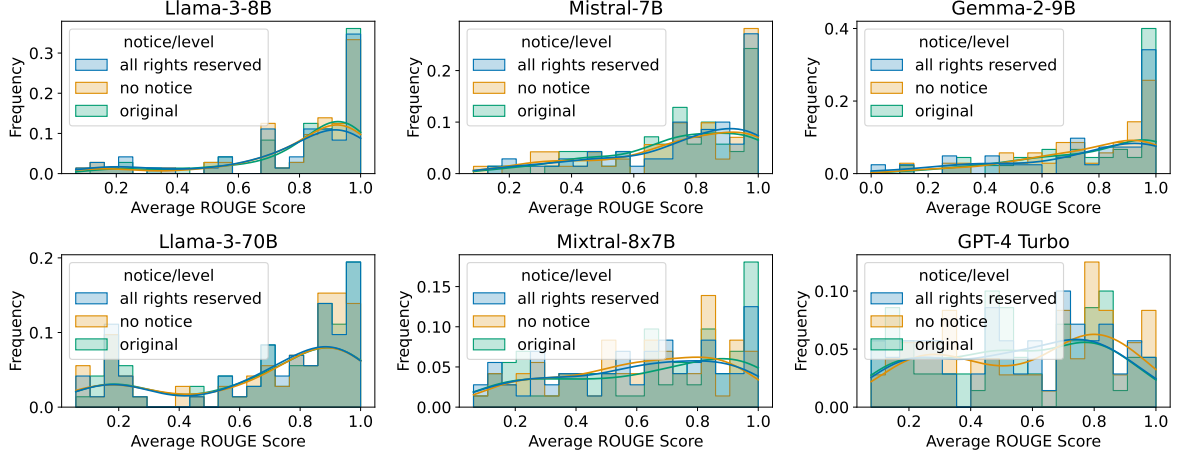 Llama-3-8B
Frequency
0.3
0.2
0.1
0.0
notice/level
all rights reserved
no notice
original
0.2 0.4 0.6 0.8 1.0
Average ROUGE Score
Mistral-7B
Frequency
0.2
0.1
0.0
notice/level
all rights reserved
no notice
original
0.2 0.4 0.6 0.8 1.0
Average ROUGE Score
Gemma-2-9B
Frequency
0.4
0.2
0.0
notice/level
all rights reserved
no notice
original
0.0 0.2 0.4 0.6 0.8 1.0
Average ROUGE Score
Llama-3-70B
Frequency
0.2
0.1
0.0
notice/level
all rights reserved
no notice
original
0.2 0.4 0.6 0.8 1.0
Average ROUGE Score
Mixtral-8x7B
Frequency
0.15
0.10
0.05
0.00
notice/level
all rights reserved
no notice
original
0.2 0.4 0.6 0.8 1.0
Average ROUGE Score
GPT-4 Turbo
Frequency
0.10
0.05
0.00
notice/level
all rights reserved
no notice
original
0.2 0.4 0.6 0.8 1.0
Average ROUGE Score